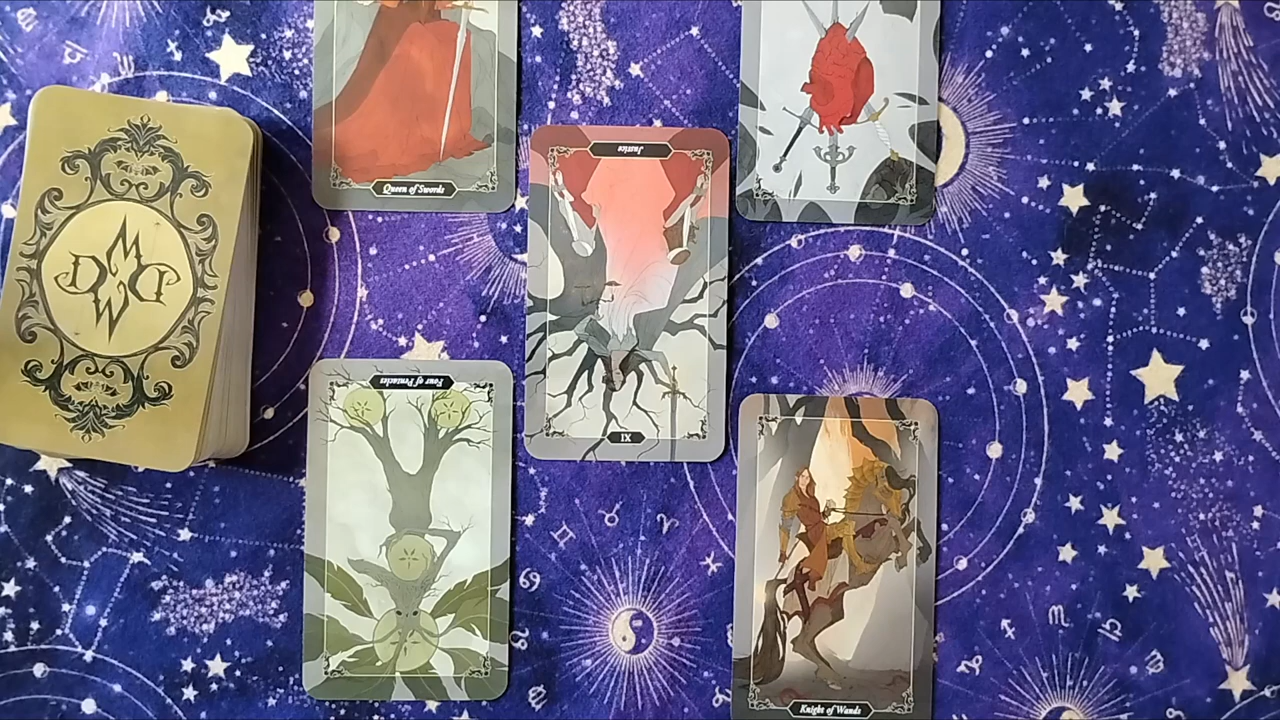 Queen of Swords
Justice
XI
Four of Pentacles
Knight of Wands